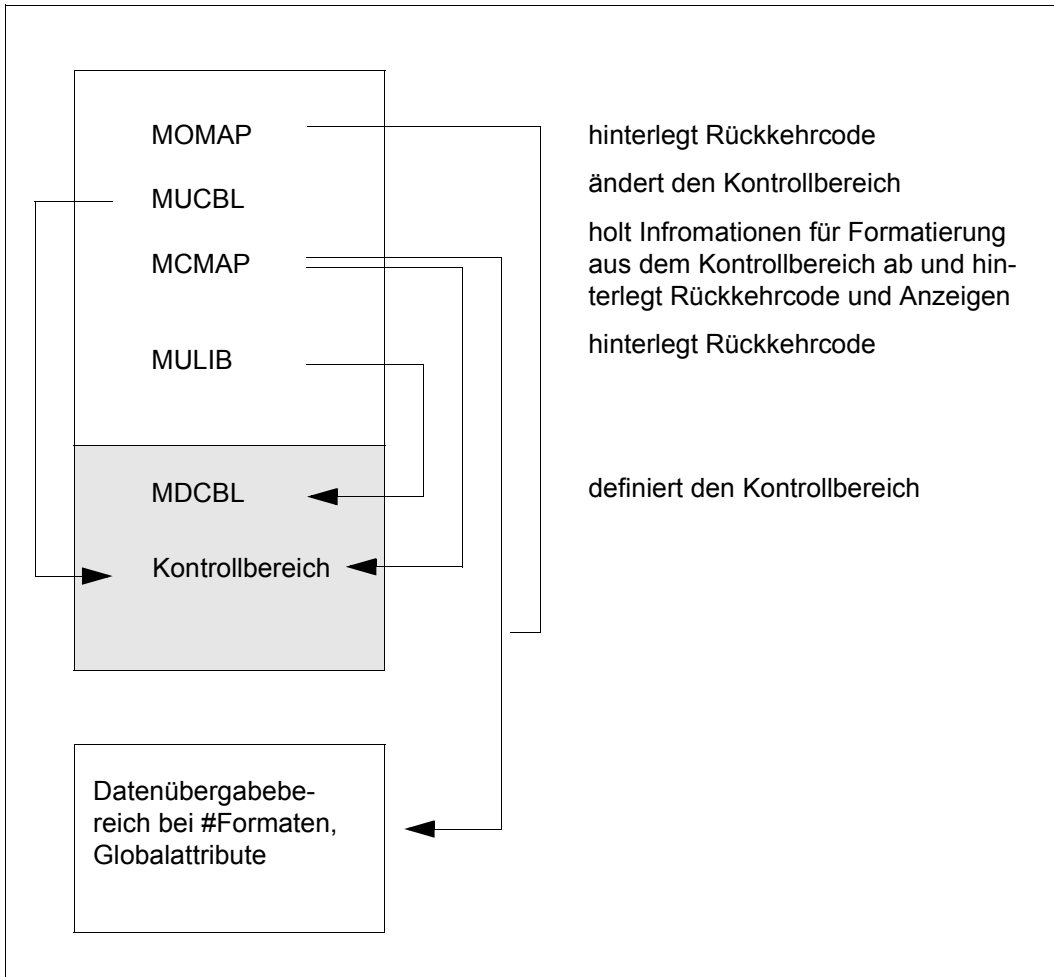 MOMAP
hinterlegt Rückkehrcode
MUCBL
ändert den Kontrollbereich
MCMAP
holt Infromationen für Formatierung
aus dem Kontrollbereich ab und hin-
terlegt Rückkehrcode und Anzeigen
MULIB
hinterlegt Rückkehrcode
MDCBL
definiert den Kontrollbereich
Kontrollbereich
Datenübergabebe-
reich bei #Formaten,
Globalattribute